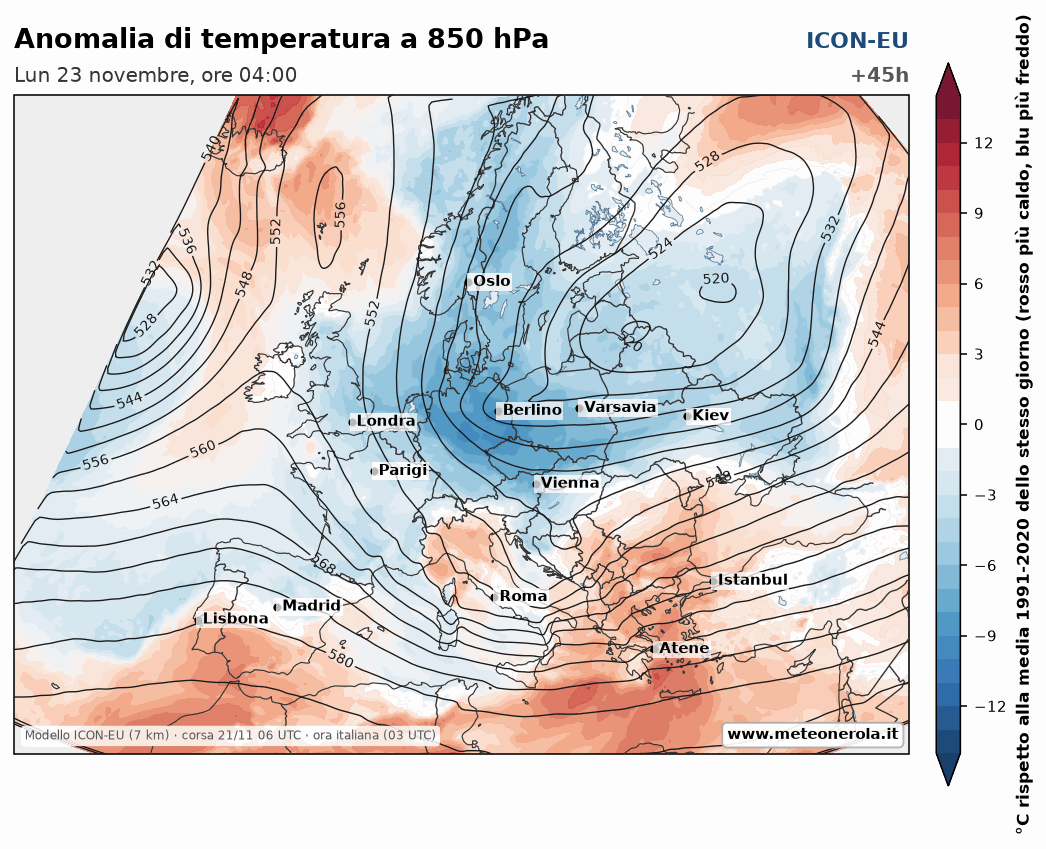 Anomalia di temperatura a 850 hPa
ICON-EU
Lun 23 novembre, ore 04:00
+45h
540
536
532
528
544
556
552
548
556
552
560
564
568
580
528
524
520
532
544
Oslo
Berlino
Varsavia
Kiev
Londra
Parigi
Vienna
Roma
Istanbul
Madrid
Lisbona
Atene
Modello ICON-EU (7 km) · corsa 21/11 06 UTC · ora italiana (03 UTC)
www.meteonerola.it
12
9
6
3
0
−3
−6
−9
−12
°C rispetto alla media 1991-2020 dello stesso giorno (rosso più caldo, blu più freddo)